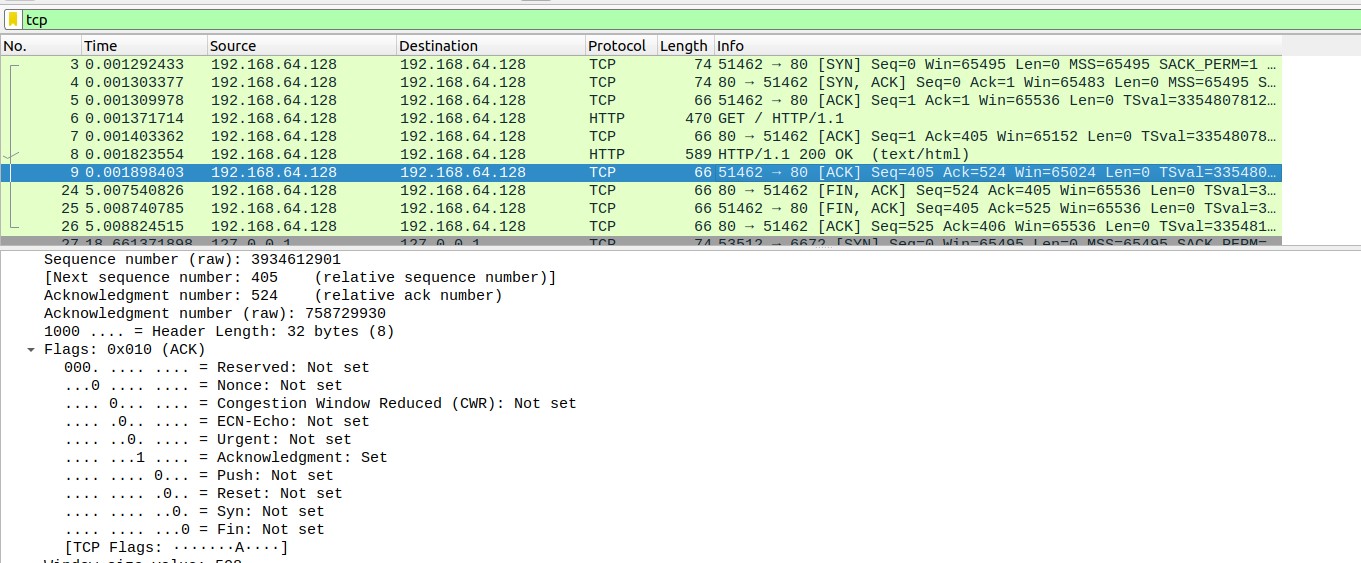 tcp
No. Time Source Destination Protocol Length Info
3 0.001292433 192.168.64.128 192.168.64.128 TCP 74 51462 → 80 [SYN] Seq=0 Win=65495 Len=0 MSS=65495 SACK_PERM=1 …
4 0.001303377 192.168.64.128 192.168.64.128 TCP 74 80 → 51462 [SYN, ACK] Seq=0 Ack=1 Win=65483 Len=0 MSS=65495 S…
5 0.001309978 192.168.64.128 192.168.64.128 TCP 66 51462 → 80 [ACK] Seq=1 Ack=1 Win=65536 Len=0 TSval=3354807812…
6 0.001371714 192.168.64.128 192.168.64.128 HTTP 470 GET / HTTP/1.1
7 0.001403362 192.168.64.128 192.168.64.128 TCP 66 80 → 51462 [ACK] Seq=1 Ack=405 Win=65152 Len=0 TSval=33548078…
8 0.001823554 192.168.64.128 192.168.64.128 HTTP 589 HTTP/1.1 200 OK (text/html)
9 0.001898403 192.168.64.128 192.168.64.128 TCP 66 51462 → 80 [ACK] Seq=405 Ack=524 Win=65024 Len=0 TSval=335480…
24 5.007540826 192.168.64.128 192.168.64.128 TCP 66 80 → 51462 [FIN, ACK] Seq=524 Ack=405 Win=65536 Len=0 TSval=3…
25 5.008740785 192.168.64.128 192.168.64.128 TCP 66 51462 → 80 [FIN, ACK] Seq=405 Ack=525 Win=65536 Len=0 TSval=3…
26 5.008824515 192.168.64.128 192.168.64.128 TCP 66 80 → 51462 [ACK] Seq=525 Ack=406 Win=65536 Len=0 TSval=335481…
27 18.661371898 127.0.0.1 127.0.0.1 TCP 74 53512 → 6672 [SYN] Seq=0 Win=65495 Len=0 MSS=65495 SACK_PERM=
Sequence number (raw): 3934612901
[Next sequence number: 405 (relative sequence number)]
Acknowledgment number: 524 (relative ack number)
Acknowledgment number (raw): 758729930
1000 .... = Header Length: 32 bytes (8)
Flags: 0x010 (ACK)
000. .... .... = Reserved: Not set
...0 .... .... = Nonce: Not set
.... 0... .... = Congestion Window Reduced (CWR): Not set
.... .0.. .... = ECN-Echo: Not set
.... ..0. .... = Urgent: Not set
.... ...1 .... = Acknowledgment: Set
.... .... 0... = Push: Not set
.... .... .0.. = Reset: Not set
.... .... ..0. = Syn: Not set
.... .... ...0 = Fin: Not set
[TCP Flags: ·······A····]
Window size value: